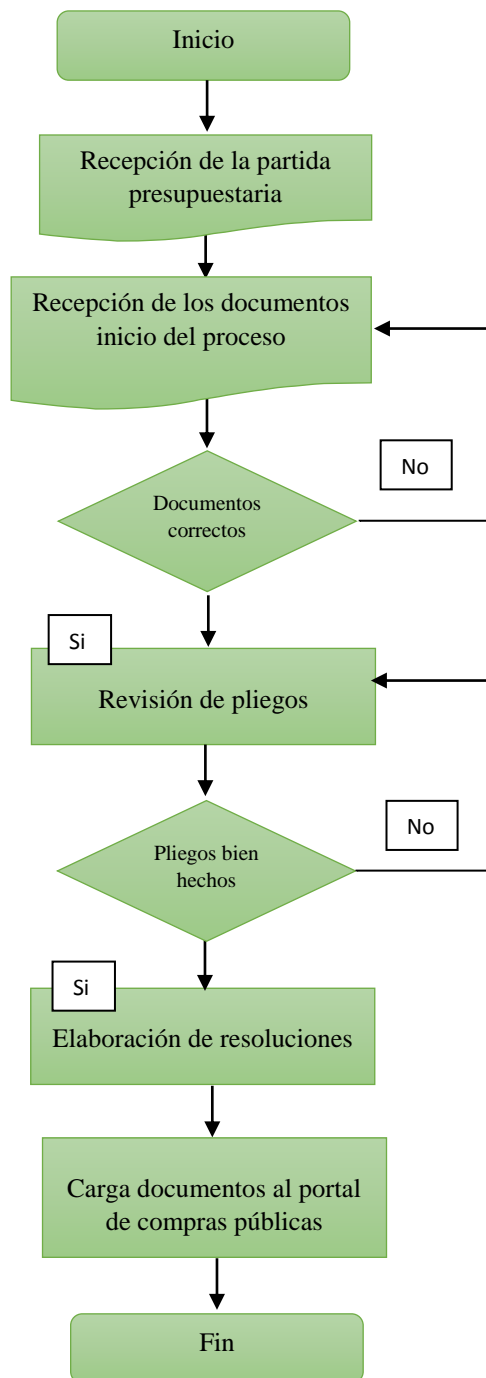 Inicio
Recepción de la partida
presupuestaria
Recepción de los documentos
inicio del proceso
No
Documentos
correctos
Si
Revisión de pliegos
No
Pliegos bien
hechos
Si
Elaboración de resoluciones
Carga documentos al portal
de compras públicas
Fin